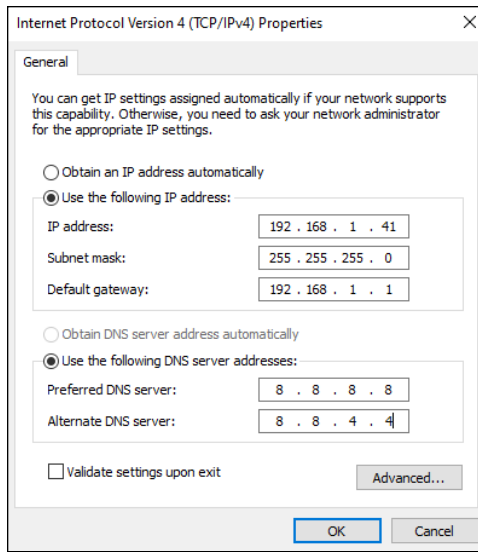 Internet Protocol Version 4 (TCP/IPv4) Properties
General
You can get IP settings assigned automatically if your network supports
this capability. Otherwise, you need to ask your network administrator
for the appropriate IP settings.
Obtain an IP address automatically
Use the following IP address:
IP address: 192 . 168 . 1 . 41
Subnet mask: 255 . 255 . 255 . 0
Default gateway: 192 . 168 . 1 . 1
Obtain DNS server address automatically
Use the following DNS server addresses:
Preferred DNS server: 8 . 8 . 8 . 8
Alternate DNS server: 8 . 8 . 4 . 4
Validate settings upon exit
Advanced...
OK Cancel